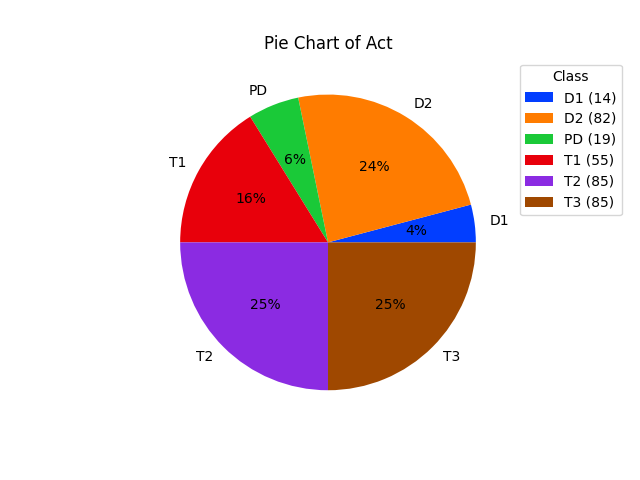 Pie Chart of Act
Class
D1 (14)
D2 (82)
PD (19)
T1 (55)
T2 (85)
T3 (85)
PD
D2
T1
D1
T2
T3
6%
24%
16%
4%
25%
25%